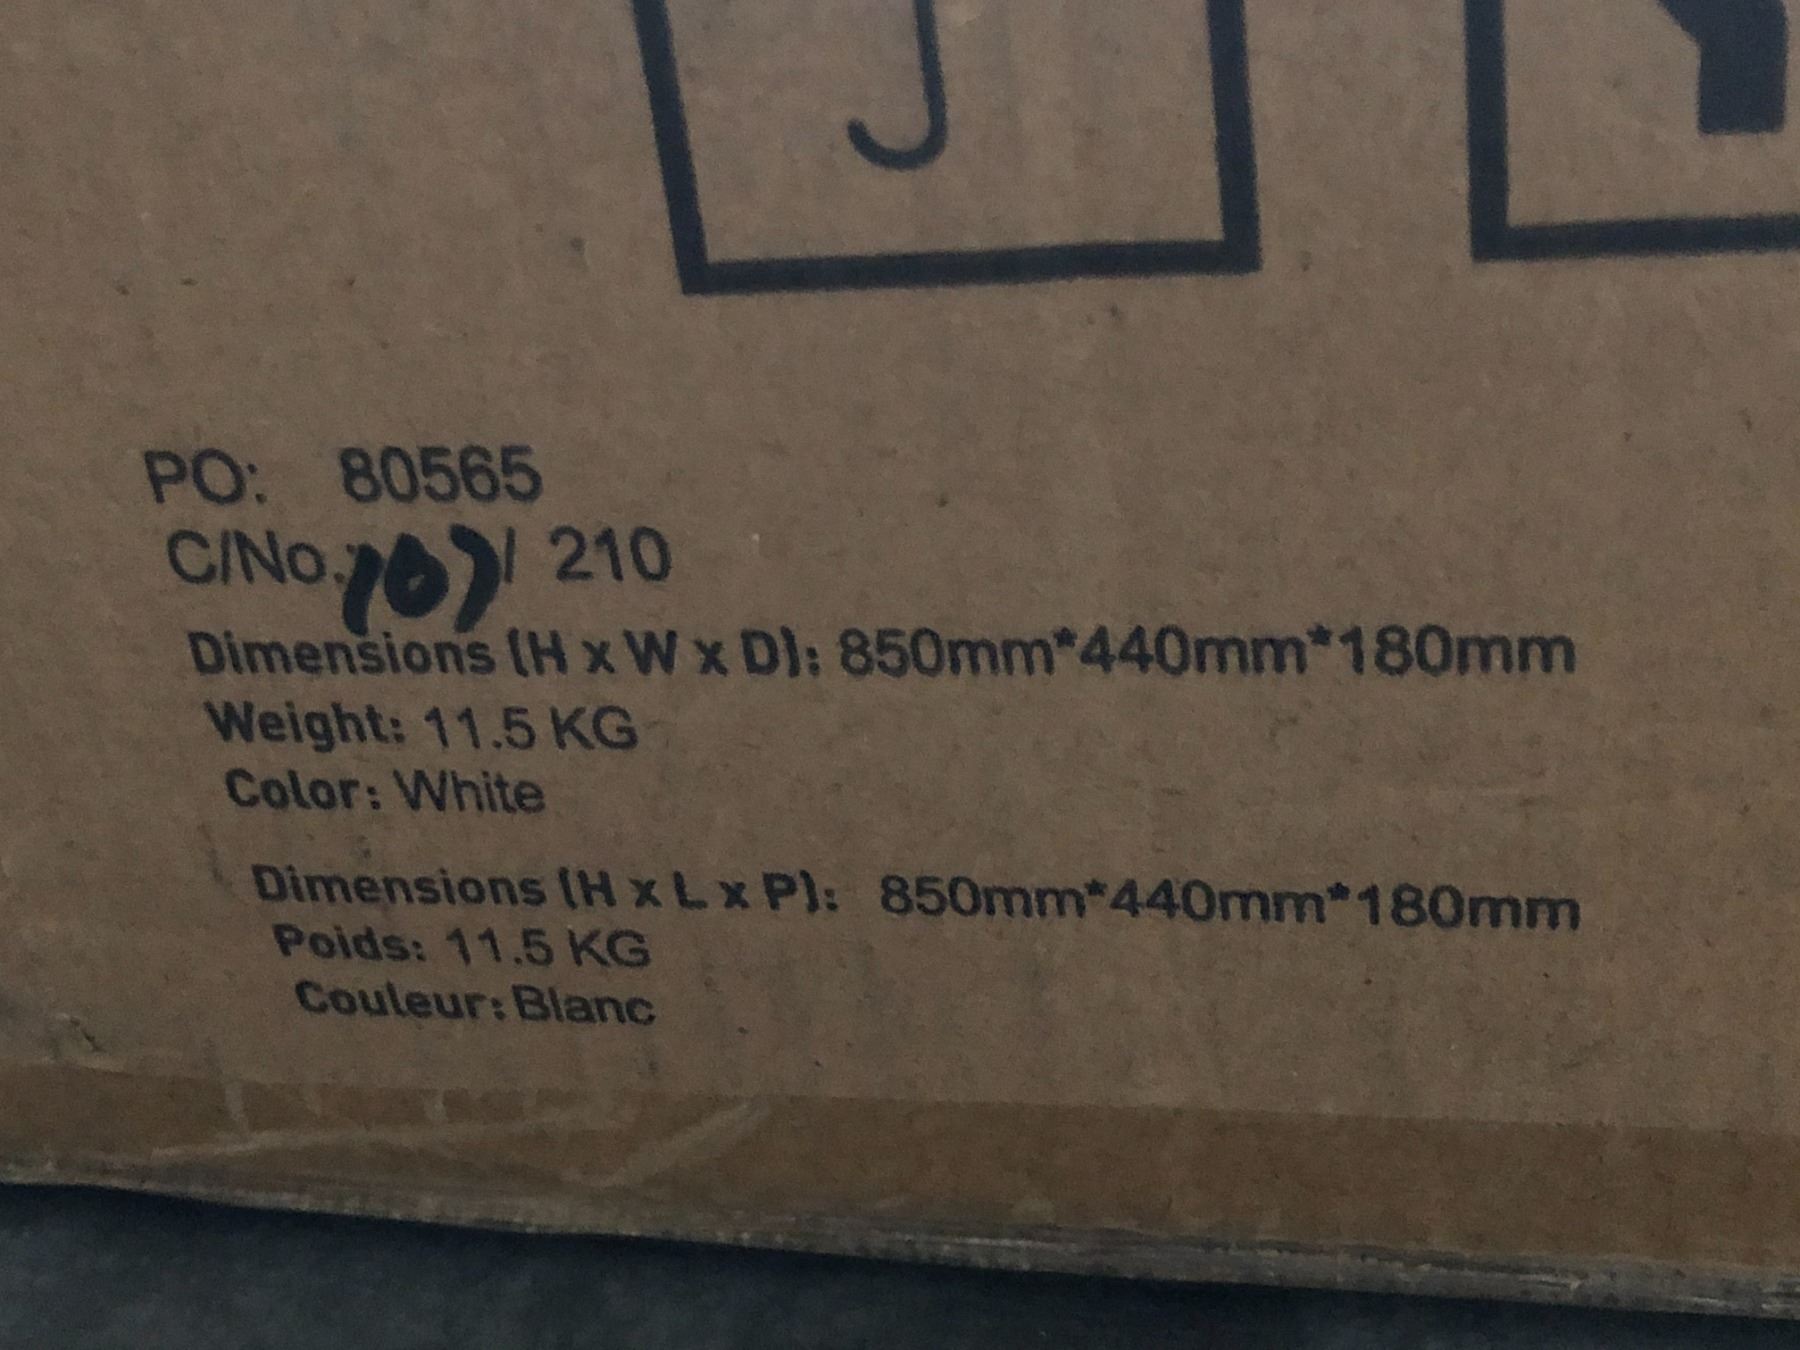 PO: 80565
C/No.: 107/ 210
Dimensions (H x W x D): 850mm*440mm*180mm
Weight: 11.5 KG
Color: White
Dimensions (H x L x P): 850mm*440mm*180mm
Poids: 11.5 KG
Couleur: Blanc